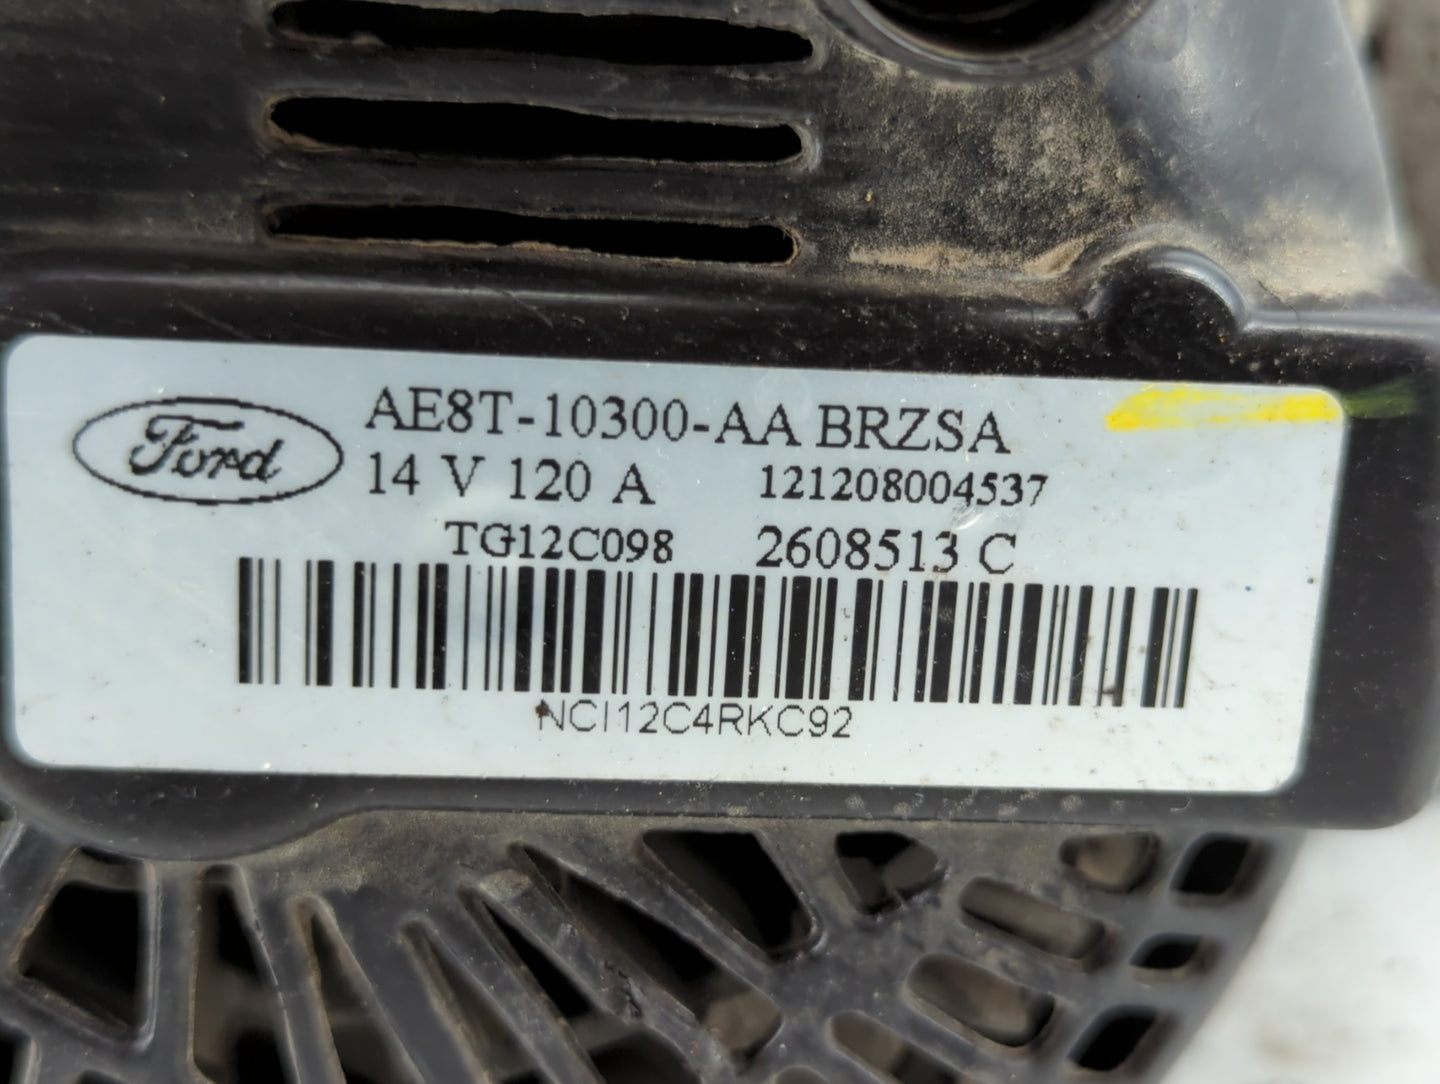 Ford
AE8T-10300-AA BRZSA
14 V 120 A 121208004537
TG12C098 2608513 C
NCI12C4RKC92